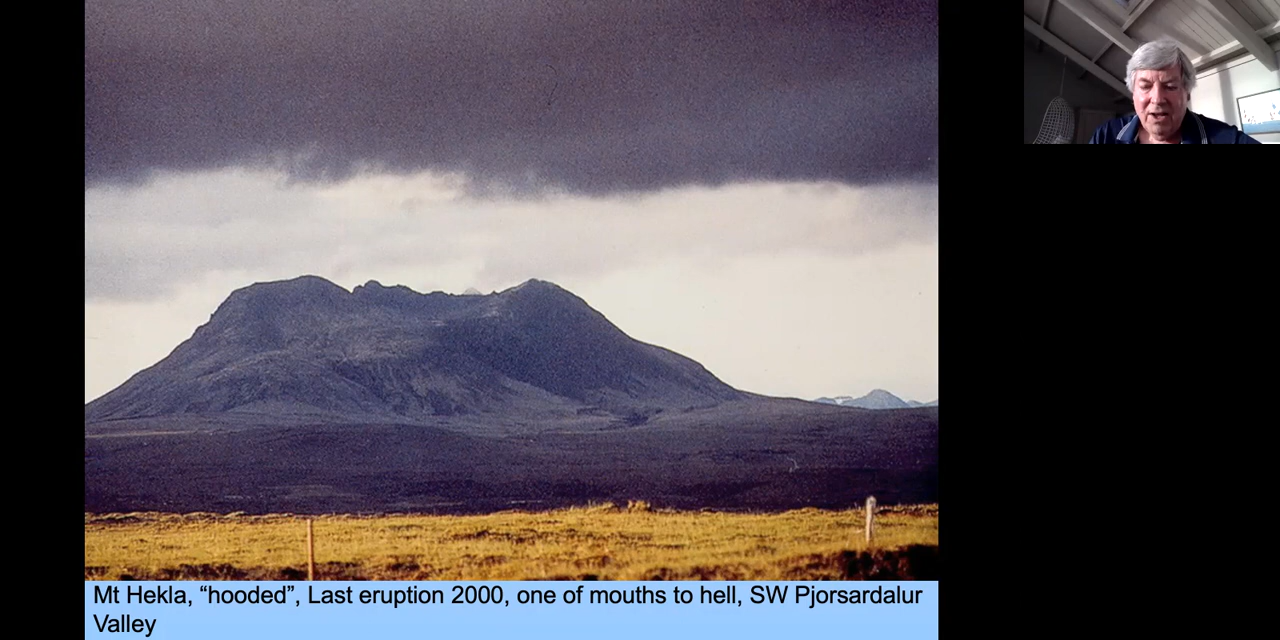 Mt Hekla, “hooded”, Last eruption 2000, one of mouths to hell, SW Pjorsardalur
Valley